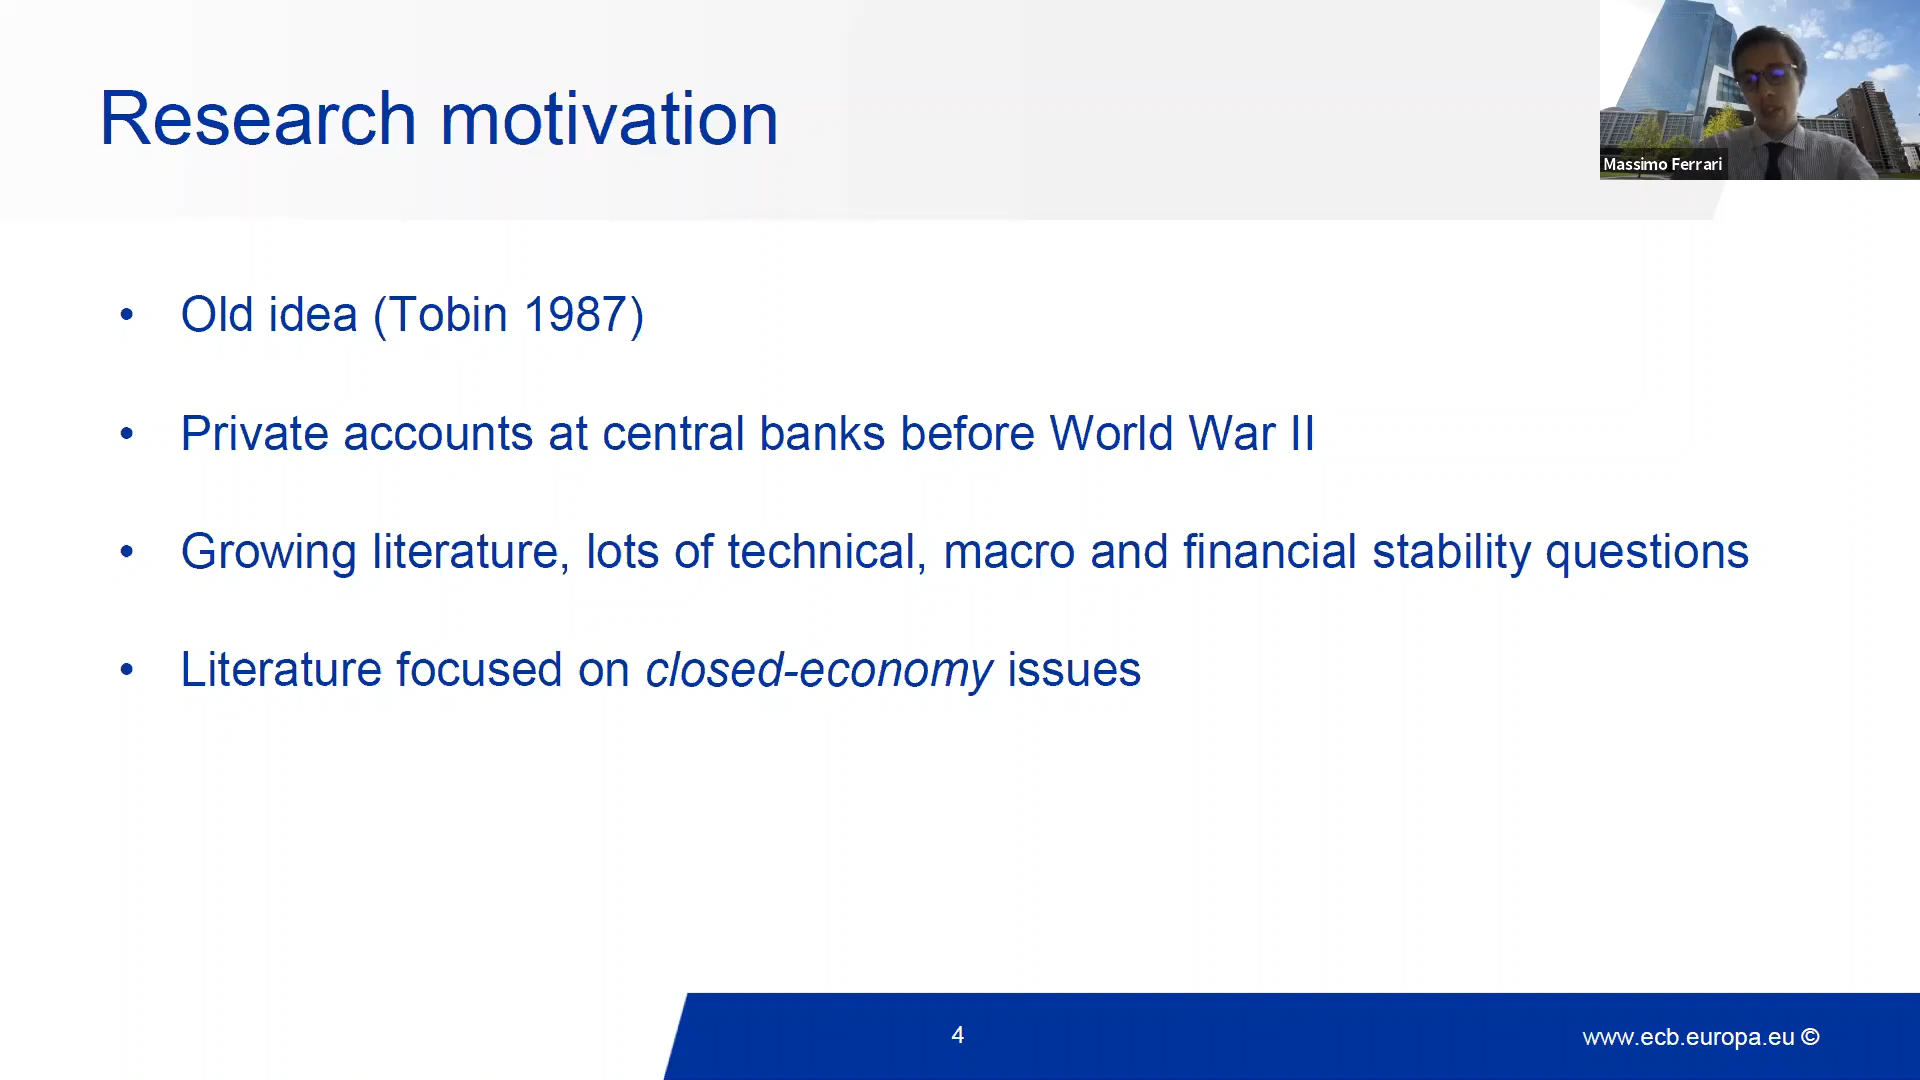 Research motivation
Massimo Ferrari
• Old idea (Tobin 1987)
• Private accounts at central banks before World War II
• Growing literature, lots of technical, macro and financial stability questions
• Literature focused on closed-economy issues
4
www.ecb.europa.eu ©